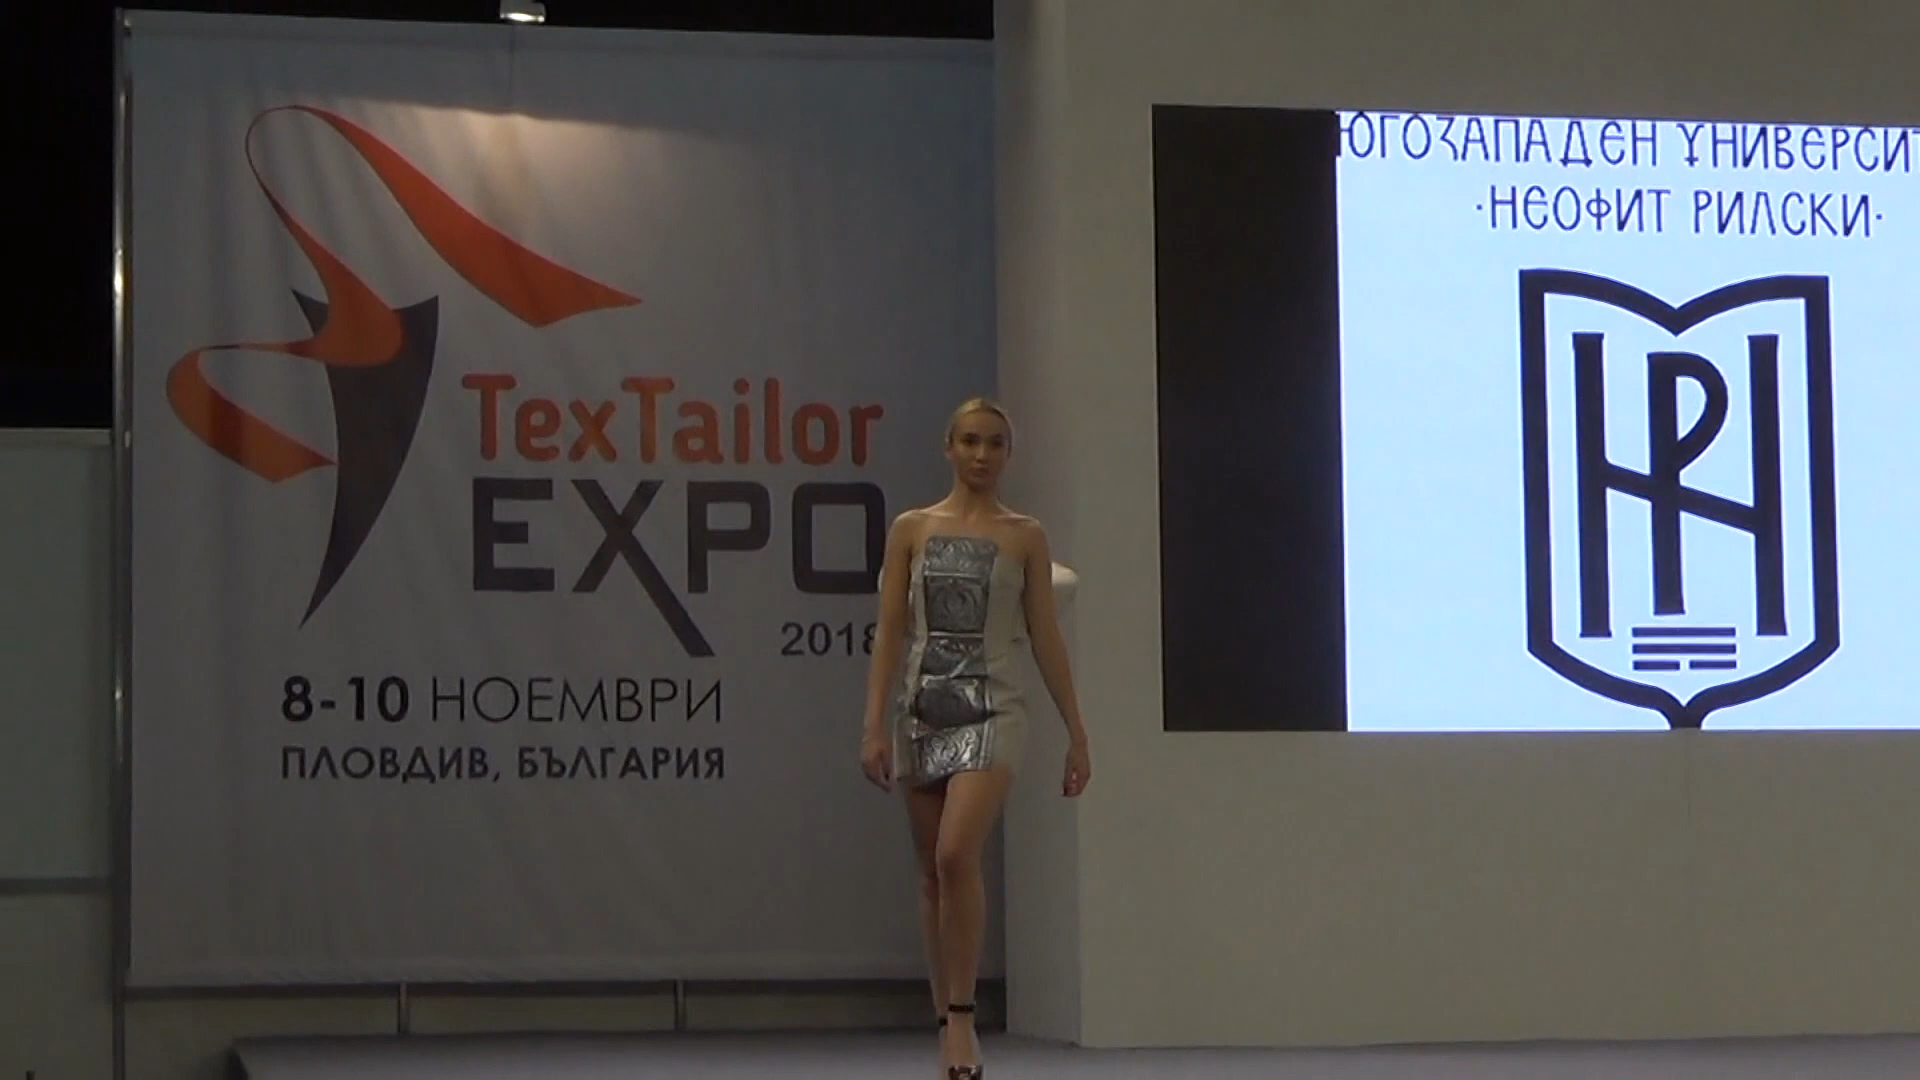 TexTailor
EXPO
2018
8-10 НОЕМВРИ
ПЛОВДИВ, БЪЛГАРИЯ
ЮГОЗАПАДЕН УНИВЕРСИТ
·НЕОФИТ РИЛСКИ·